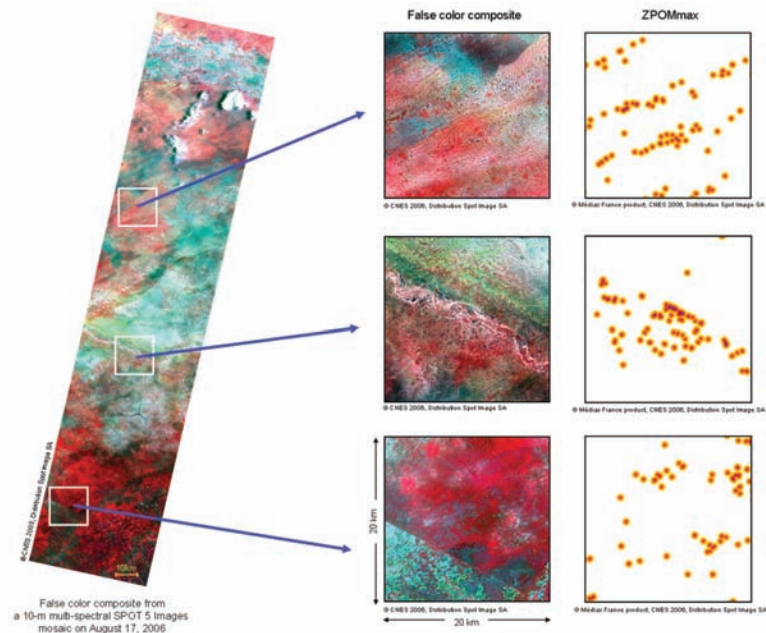 False color composite
ZPOMmax
© CNES 2006, Distribution Spot Image SA
© Médias France product, CNES 2006, Distribution Spot Image SA
© CNES 2006, Distribution Spot Image SA
© Médias France product, CNES 2006, Distribution Spot Image SA
20 km
20 km
© CNES 2006, Distribution Spot Image SA
© Médias France product, CNES 2006, Distribution Spot Image SA
© CNES 2006, Distribution Spot Image SA
10km
False color composite from
a 10-m multi-spectral SPOT 5 Images
mosaic on August 17, 2006